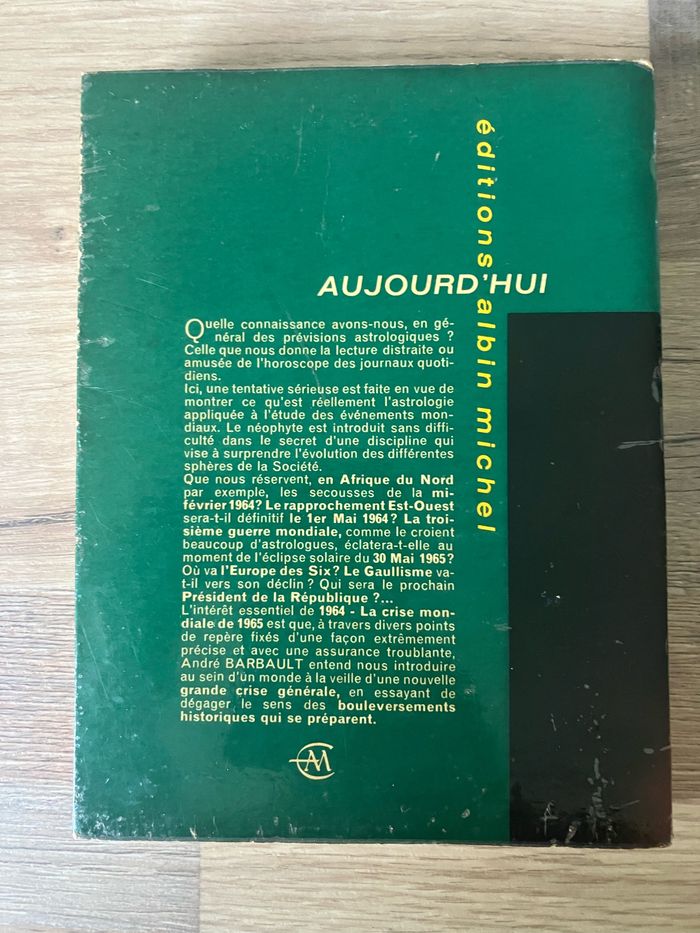 éditions albin michel
AUJOURD'HUI
Quelle connaissance avons-nous, en gé-
néral des prévisions astrologiques ?
Celle que nous donne la lecture distraite ou
amusée de l'horoscope des journaux quoti-
diens.
Ici, une tentative sérieuse est faite en vue de
montrer ce qu'est réellement l'astrologie
appliquée à l'étude des événements mon-
diaux. Le néophyte est introduit sans diffi-
culté dans le secret d'une discipline qui
vise à surprendre l'évolution des différentes
sphères de la Société.
Que nous réservent, en Afrique du Nord
par exemple, les secousses de la mi-
février 1964? Le rapprochement Est-Ouest
sera-t-il définitif le 1er Mai 1964? La troi-
sième guerre mondiale, comme le croient
beaucoup d'astrologues, éclatera-t-elle au
moment de l'éclipse solaire du 30 Mai 1965?
Où va l'Europe des Six? Le Gaullisme va-
t-il vers son déclin? Qui sera le prochain
Président de la République ?...
L'intérêt essentiel de 1964 - La crise mon-
diale de 1965 est que, à travers divers points
de repère fixés d'une façon extrêmement
précise et avec une assurance troublante,
André BARBAULT entend nous introduire
au sein d'un monde à la veille d'une nouvelle
grande crise générale, en essayant de
dégager le sens des bouleversements
historiques qui se préparent.
AM